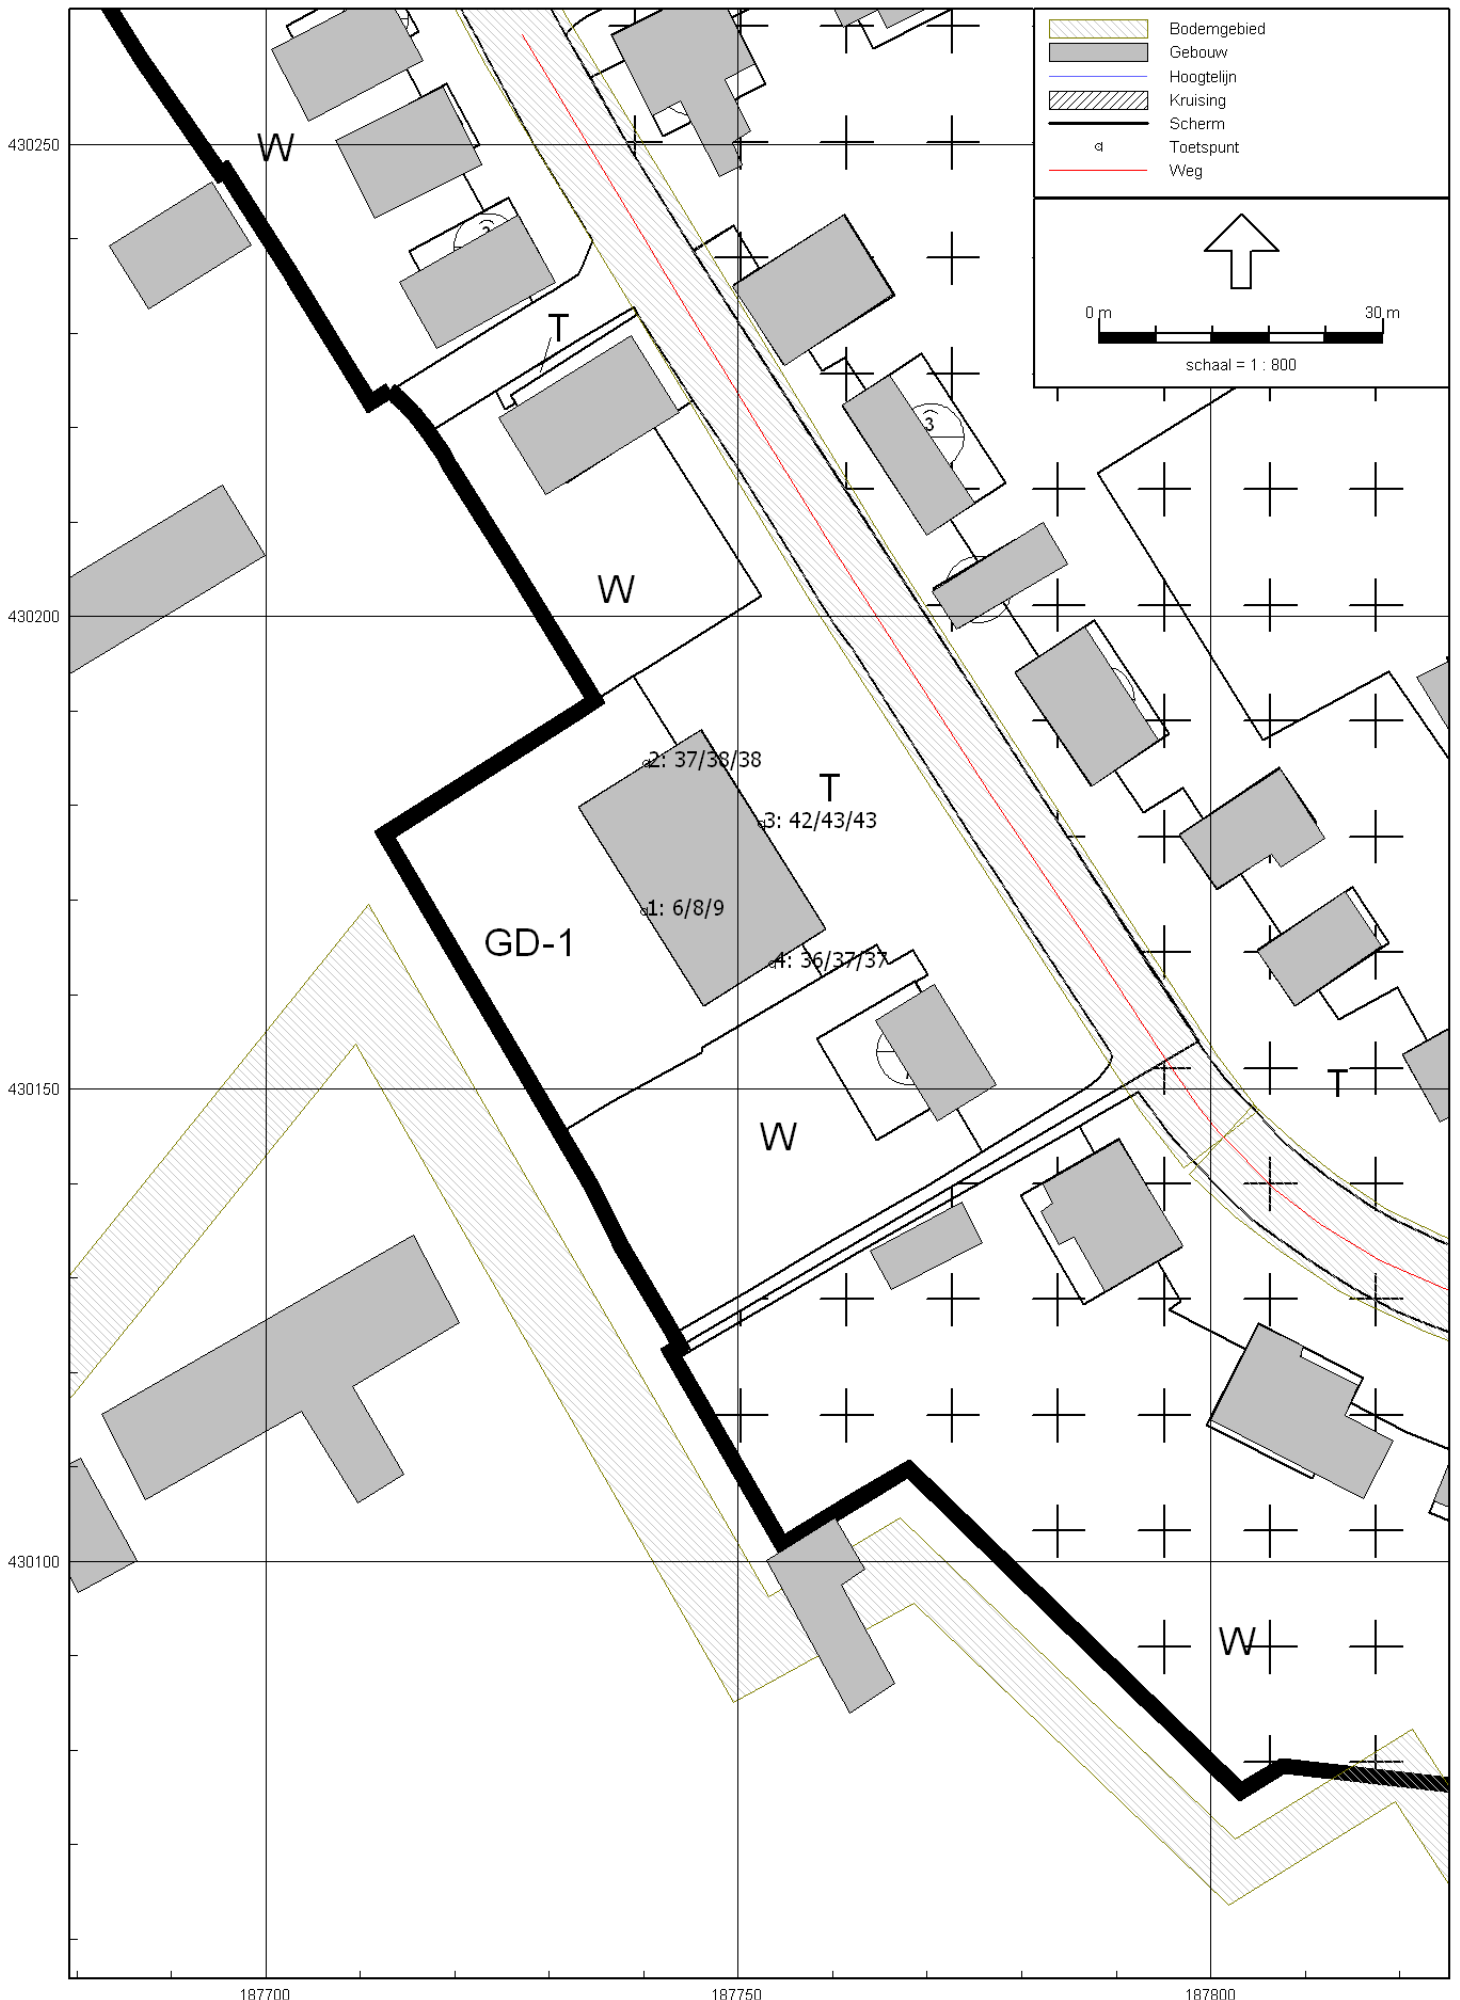 Bodemgebied
Gebouw
Hoogtelijn
Kruising
Scherm
Toetspunt
Weg
0 m 30 m
schaal = 1 : 800
430250
W
T
3
430200
W
2: 37/38/38
T
3: 42/43/43
1: 6/8/9
GD-1
4: 36/37/37
430150
T
W
430100
W
187700 187750 187800